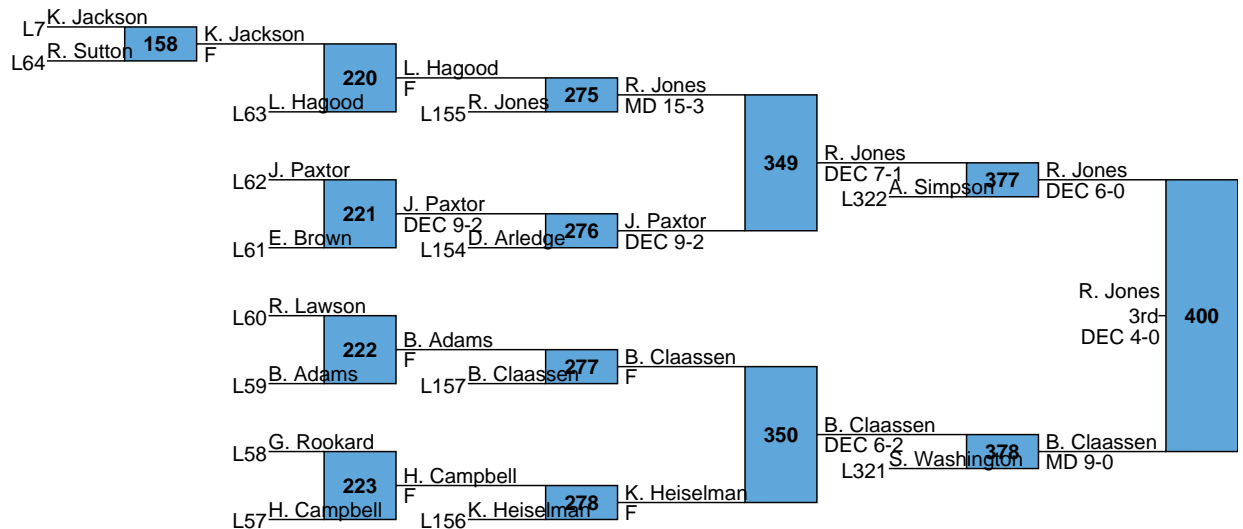 L7 K. Jackson
158
L64 R. Sutton
K. Jackson
F
220
L63 L. Hagood
L. Hagood
F
275
L155 R. Jones
R. Jones
MD 15-3
349
L62 J. Paxtor
221
L61 E. Brown
J. Paxtor
DEC 9-2
276
L154 D. Arledge
J. Paxtor
DEC 9-2
R. Jones
DEC 7-1
377
L322 A. Simpson
R. Jones
DEC 6-0
L60 R. Lawson
222
L59 B. Adams
B. Adams
F
277
L157 B. Claassen
B. Claassen
F
350
L58 G. Rookard
223
L57 H. Campbell
H. Campbell
F
278
L156 K. Heiselman
K. Heiselman
F
B. Claassen
DEC 6-2
378
L321 S. Washington
B. Claassen
MD 9-0
R. Jones
3rd
DEC 4-0
400